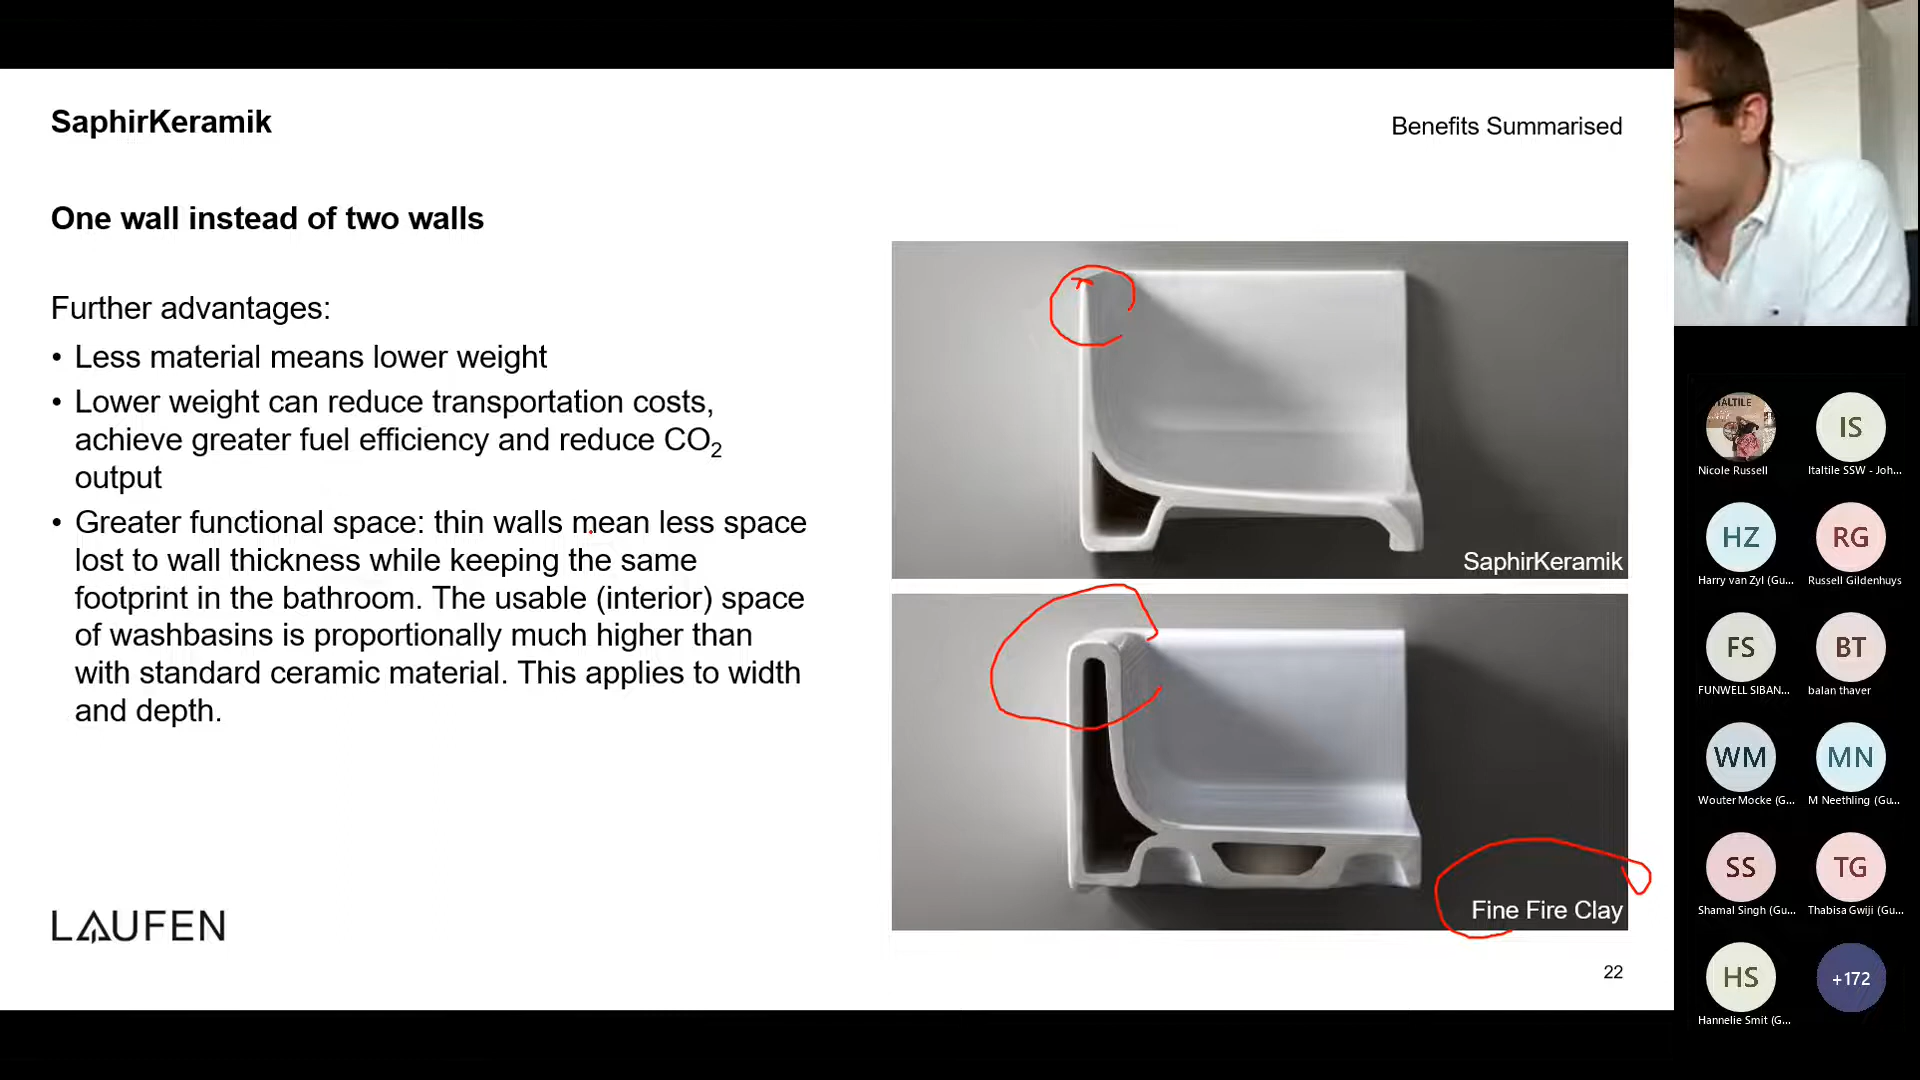 SaphirKeramik
Benefits Summarised
One wall instead of two walls
Further advantages:
• Less material means lower weight
• Lower weight can reduce transportation costs,
achieve greater fuel efficiency and reduce CO₂
output
• Greater functional space: thin walls mean less space
lost to wall thickness while keeping the same
footprint in the bathroom. The usable (interior) space
of washbasins is proportionally much higher than
with standard ceramic material. This applies to width
and depth.
SaphirKeramik
Fine Fire Clay
LAUFEN
22
ITALTILE
IS
Nicole Russell
Italtile SSW - Joh...
HZ
RG
Harry van Zyl (Gu...
Russell Gildenhuys
FS
BT
FUNWELL SIBAN...
balan thaver
WM
MN
Wouter Mocke (G...
M Neethling (Gu...
SS
TG
Shamal Singh (Gu...
Thabisa Gwiji (Gu...
HS
+172
Hannelie Smit (G...